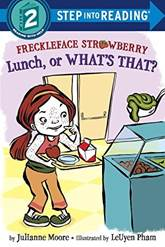 2
STEP INTO READING®
FRECKLEFACE STRAWBERRY
Lunch, or WHAT'S THAT?
by Julianne Moore Illustrated by LeUyen Pham